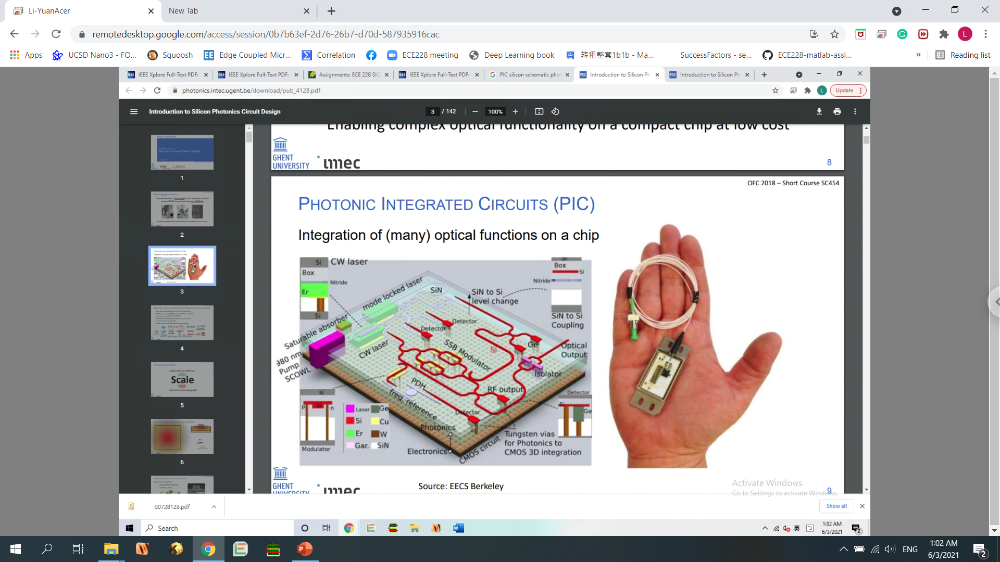 Li-YuanAcer
New Tab
remotedesktop.google.com/access/session/0b7b63ef-2d76-26b7-d70d-587935916cac
L
Apps
UCSD Nano3 - FO...
Squoosh
Edge Coupled Micr...
Correlation
ECE228 meeting
Deep Learning book
转租整套1b1b - Ma...
SuccessFactors - se...
ECE228-matlab-assi...
»
Reading list
IEEE Xplore Full-Text PDF:
IEEE Xplore Full-Text PDF:
Assignments: ECE 228 SIC
IEEE Xplore Full-Text PDF:
PIC silicon schematic phot
Introduction to Silicon Ph
Introduction to Silicon Ph
photonics.intec.ugent.be/download/pub_4128.pdf
L
Update
Introduction to Silicon Photonics Circuit Design
3 / 142
100%
1
2
3
4
Scale
5
6
Enabling complex optical functionality on a compact chip at low cost
GHENT
UNIVERSITY
imec
8
OFC 2018 – Short Course SC454
PHOTONIC INTEGRATED CIRCUITS (PIC)
Integration of (many) optical functions on a chip
Si
CW laser
Box
Nitride
Er
Si
mode locked laser
SiN
SiN to Si
level change
Si
Box
Si
Nitride
SiN to Si
Coupling
Saturable absorber
Detector
Detector
CW laser
SSB Modulator
Si
Ge
Optical
Output
980 nm
Pump
SCOWL
Isolator
PDH
freq. reference
RF output
Detector
Si
P
Si
n
Modulator
Laser
Ge
Si
Cu
Er
W
Gar.
SiN
Detector
Si
Ge
Photonics
Electronics
CMOS circuit
Tungsten vias
for Photonics to
CMOS 3D integration
GHENT
UNIVERSITY
imec
Source: EECS Berkeley
9
Activate Windows
Go to Settings to activate Windows.
00728128.pdf
Show all
Search
英
1:02 AM
6/3/2021
2
ENG
1:02 AM
6/3/2021
2